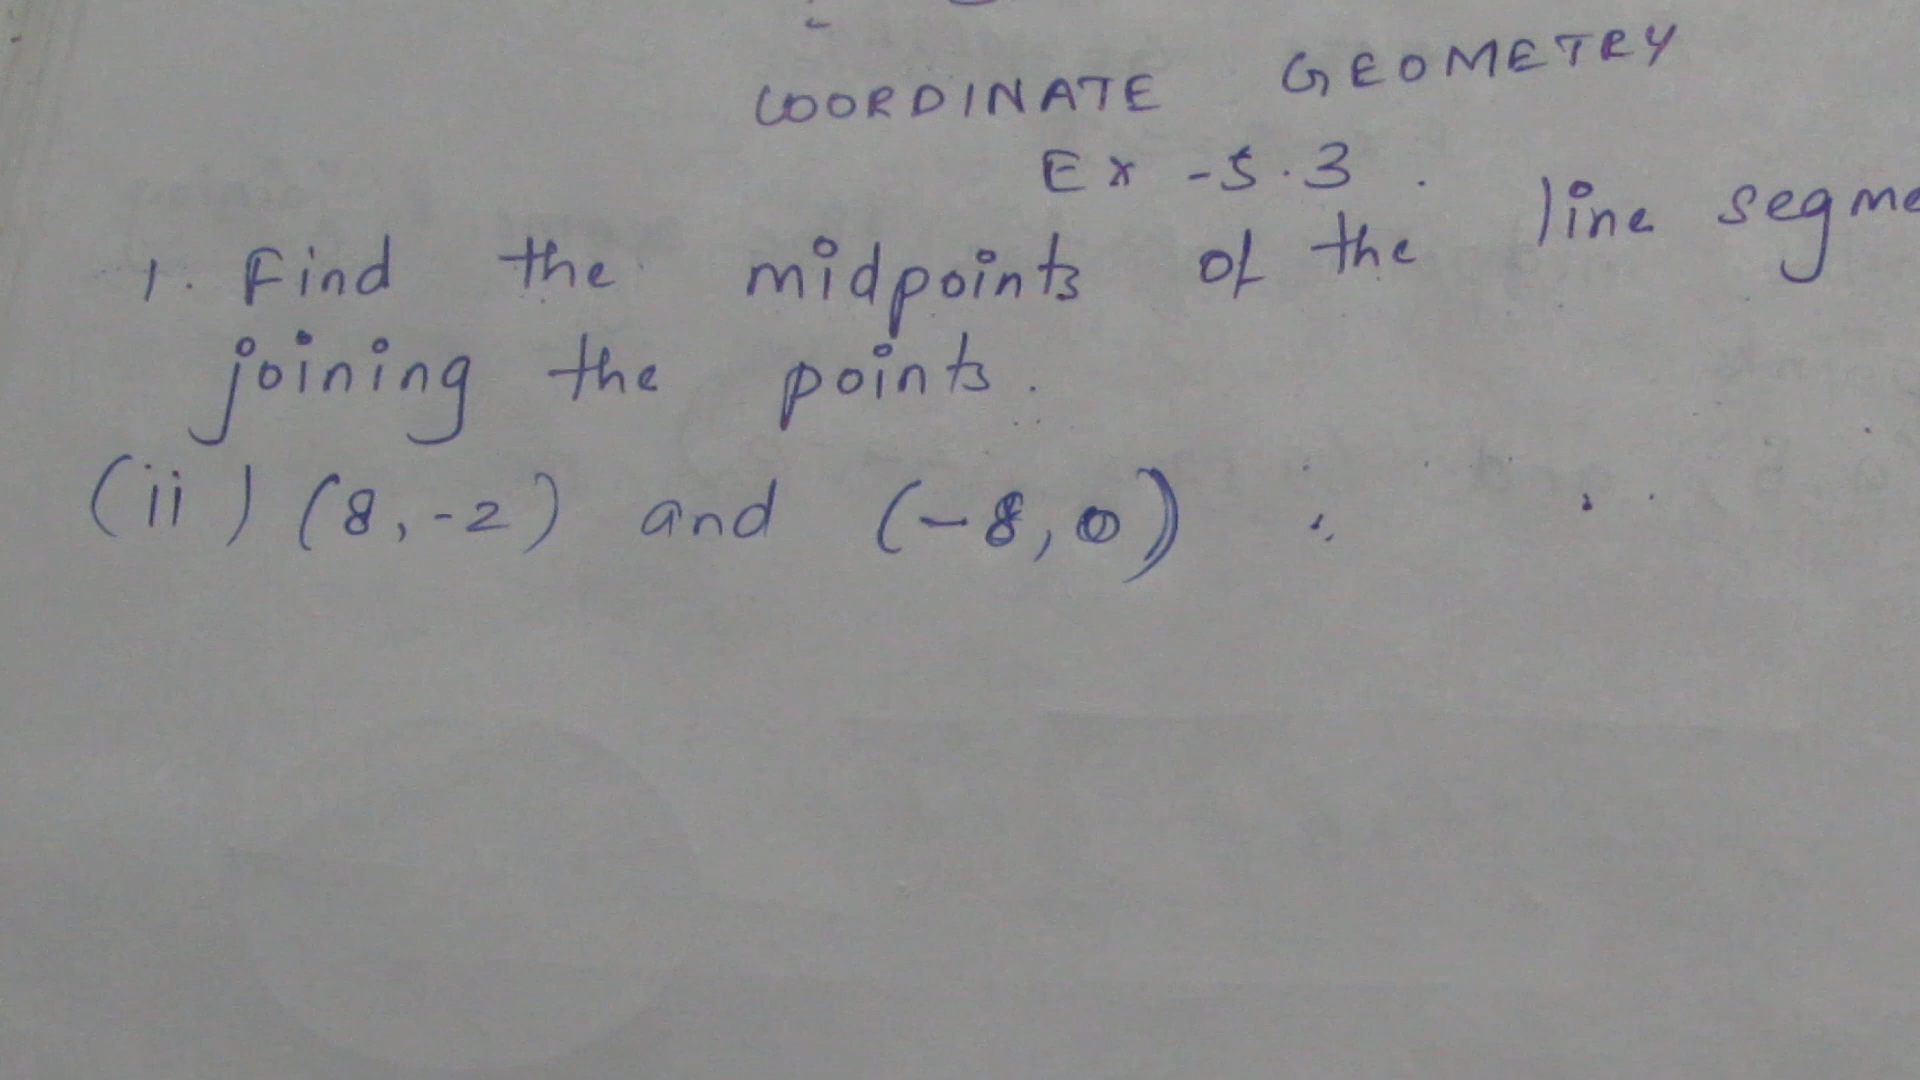 COORDINATE GEOMETRY
Ex - 5.3.
1. Find the midpoints of the line segme
joining the points.
(ii) (8, -2) and (-8, 0)